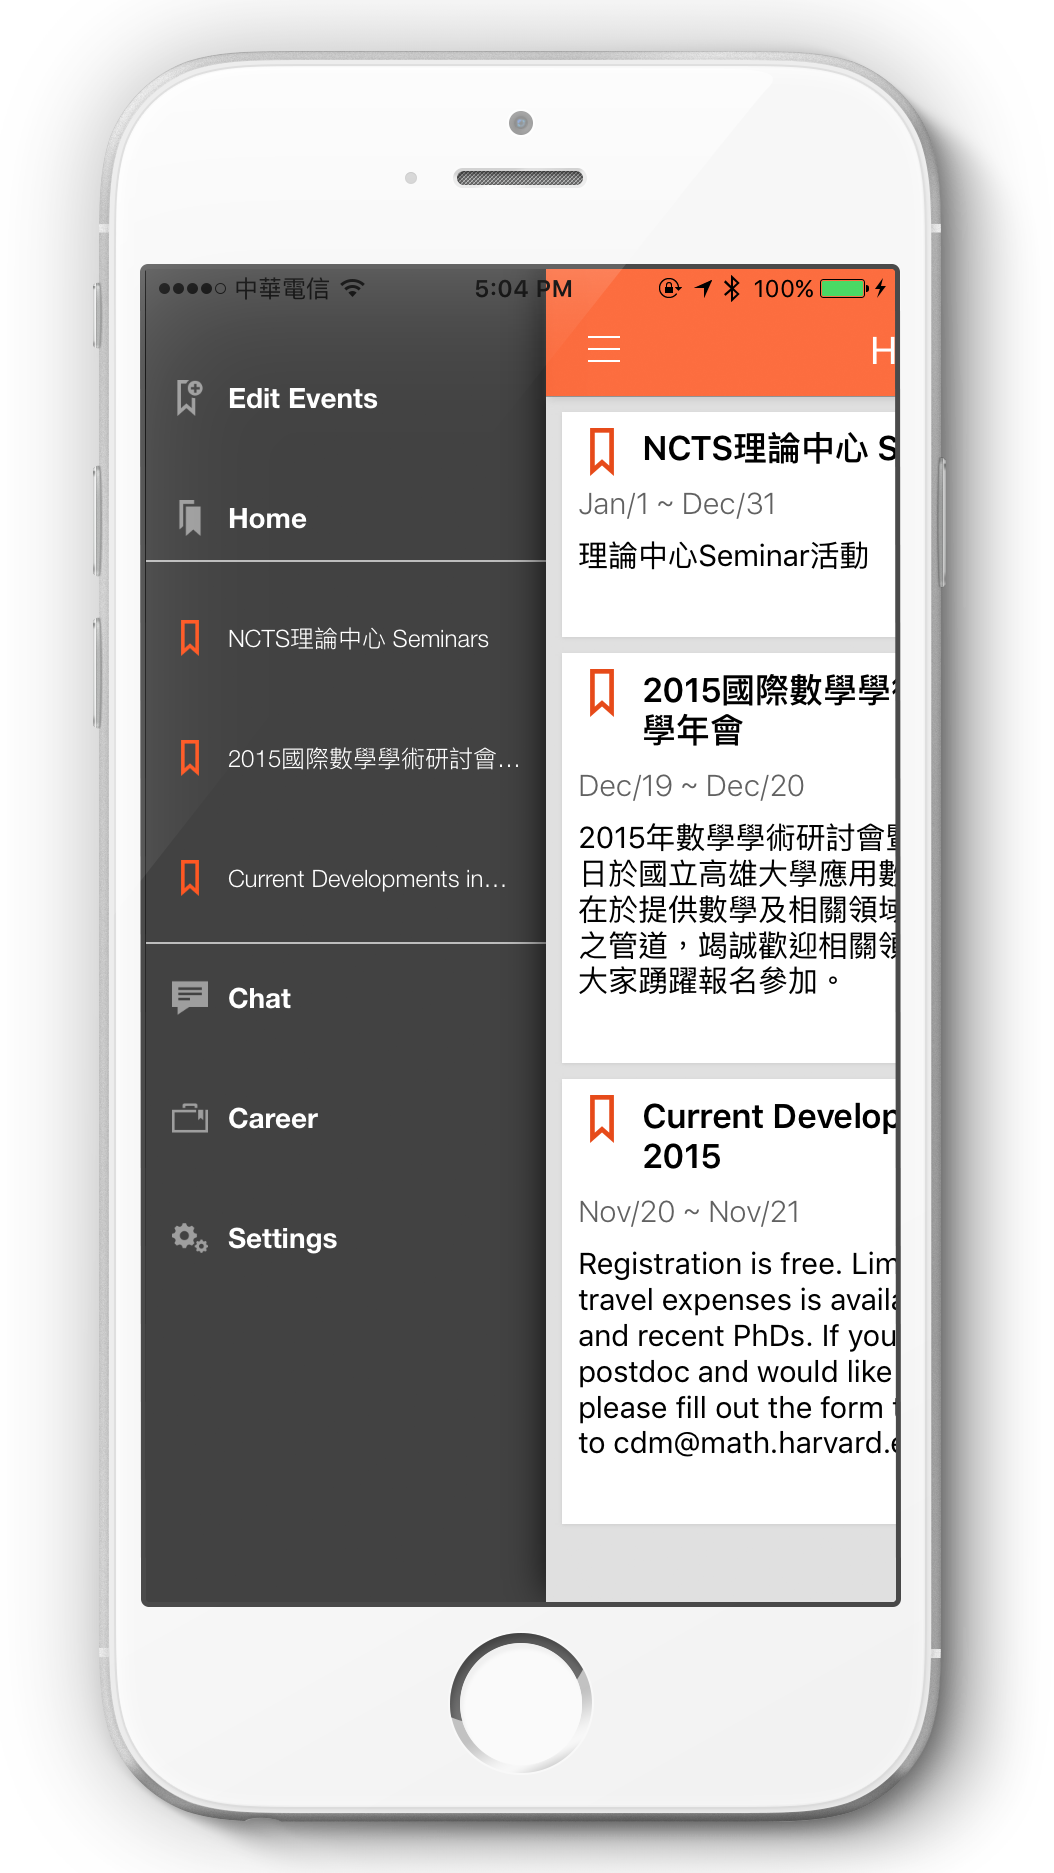 中華電信
5:04 PM
100%
H
Edit Events
Home
NCTS理論中心 Seminars
2015國際數學學術研討會...
Current Developments in...
Chat
Career
Settings
NCTS理論中心 S
Jan/1 ~ Dec/31
理論中心Seminar活動
2015國際數學學
學年會
Dec/19 ~ Dec/20
2015年數學學術研討會
日於國立高雄大學應用數
在於提供數學及相關領域
之管道，竭誠歡迎相關領
大家踴躍報名參加。
Current Develop
2015
Nov/20 ~ Nov/21
Registration is free. Lim
travel expenses is availa
and recent PhDs. If you
postdoc and would like
please fill out the form
to cdm@math.harvard.e